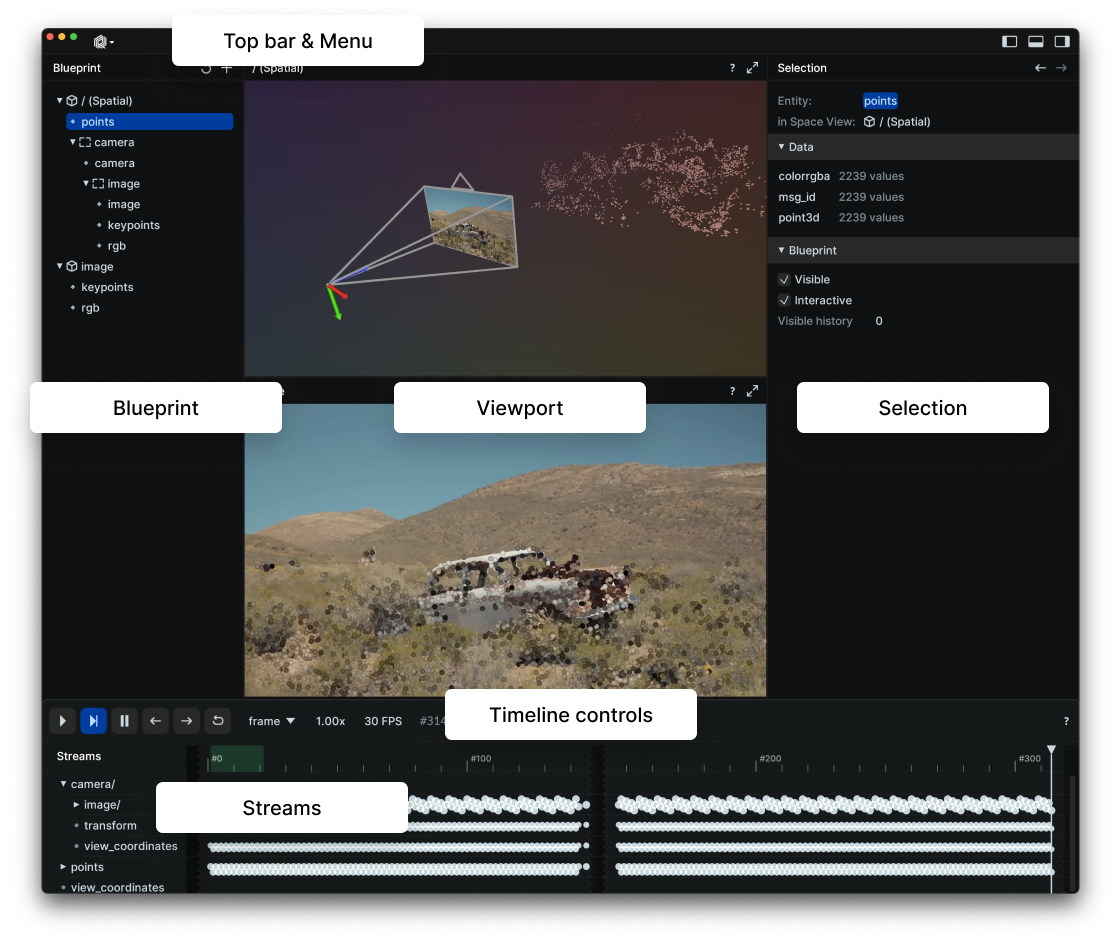 Top bar & Menu
Blueprint
/ (Spatial)
?
Selection
/ (Spatial)
points
camera
camera
image
image
keypoints
rgb
image
keypoints
rgb
Entity: points
in Space View: / (Spatial)
Data
colorrgba 2239 values
msg_id 2239 values
point3d 2239 values
Blueprint
Visible
Interactive
Visible history 0
?
Blueprint
Viewport
Selection
Timeline controls
frame 1.00x 30 FPS #314
?
Streams
#0 #100 #200 #300
camera/
image/
Streams
transform
view_coordinates
points
view_coordinates